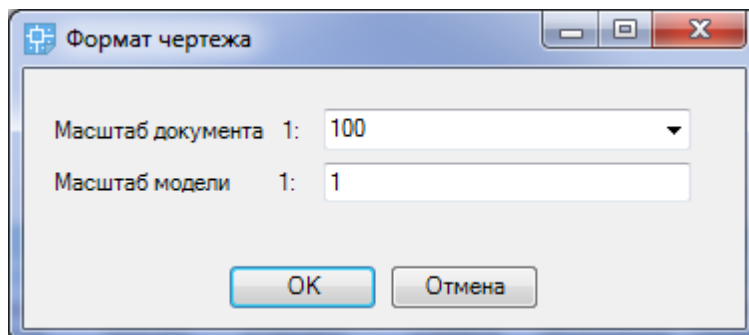 Формат чертежа
Масштаб документа 1: 100
Масштаб модели 1: 1
OK Отмена